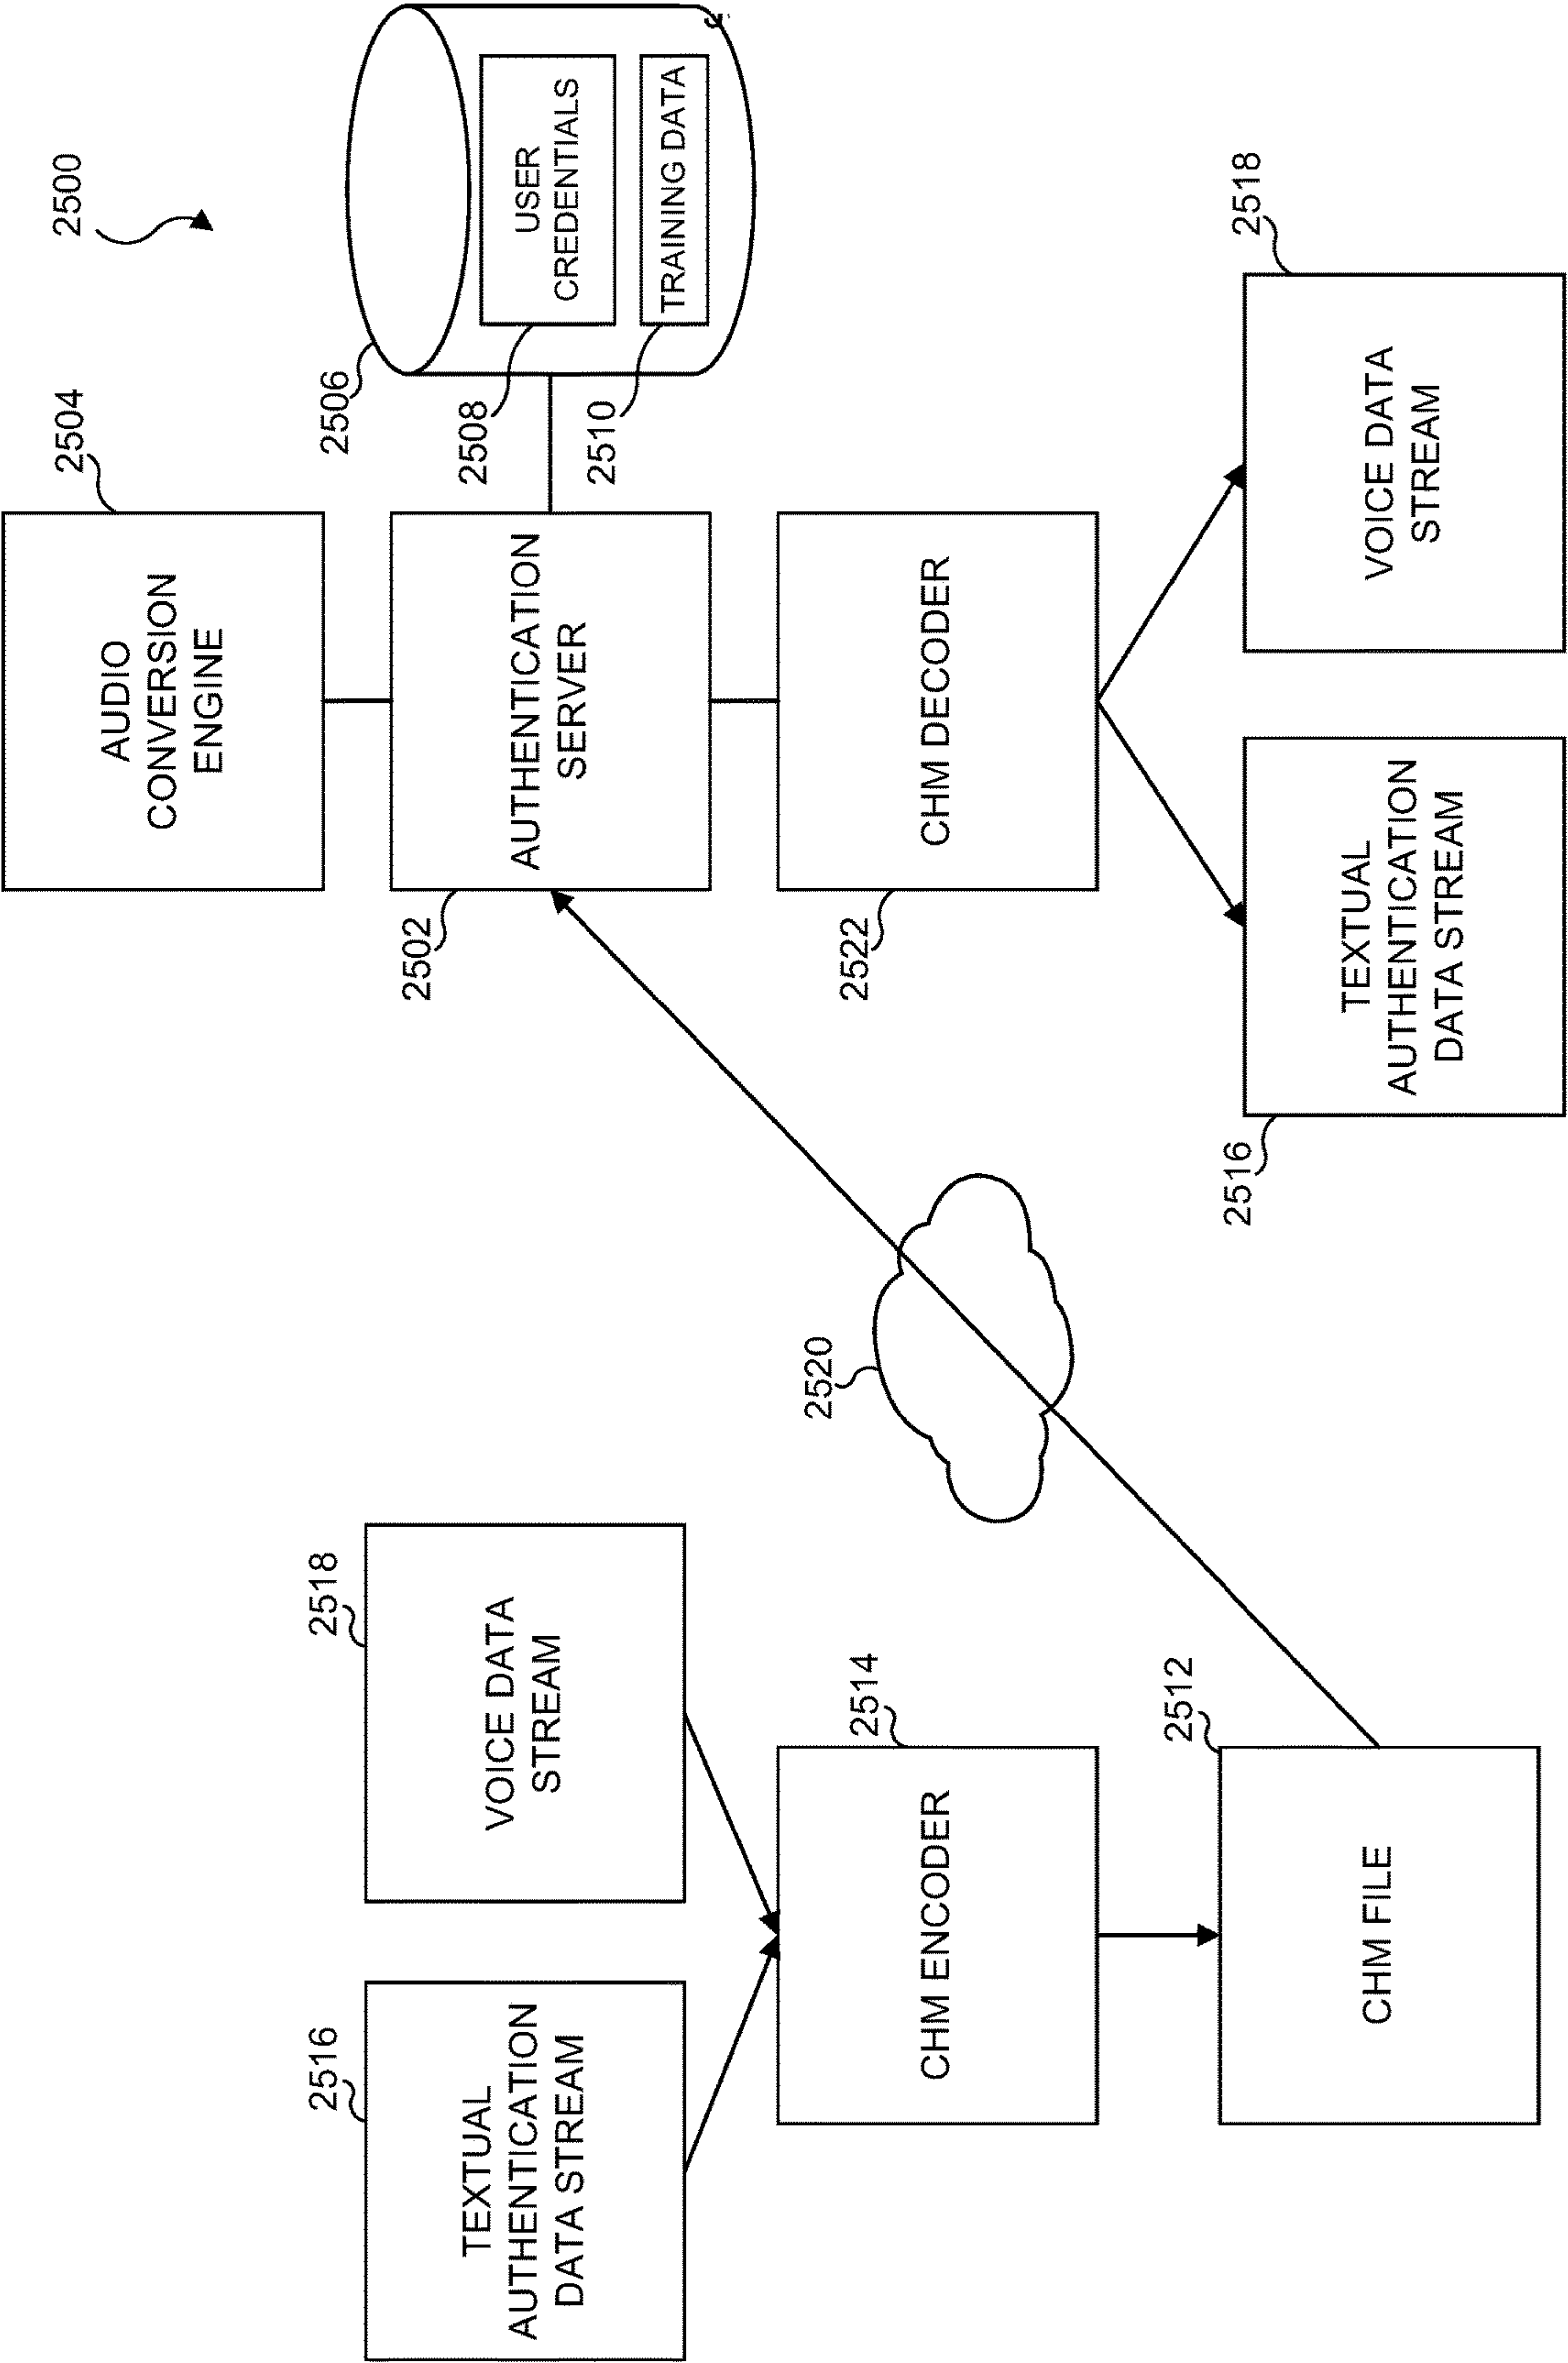 2500
2516
TEXTUAL
AUTHENTICATION
DATA STREAM
2518
VOICE DATA
STREAM
2514
CHM ENCODER
2512
CHM FILE
2520
2504
AUDIO
CONVERSION
ENGINE
2502
AUTHENTICATION
SERVER
2506
2508
USER
CREDENTIALS
2510
TRAINING DATA
2522
CHM DECODER
2516
TEXTUAL
AUTHENTICATION
DATA STREAM
2518
VOICE DATA
STREAM